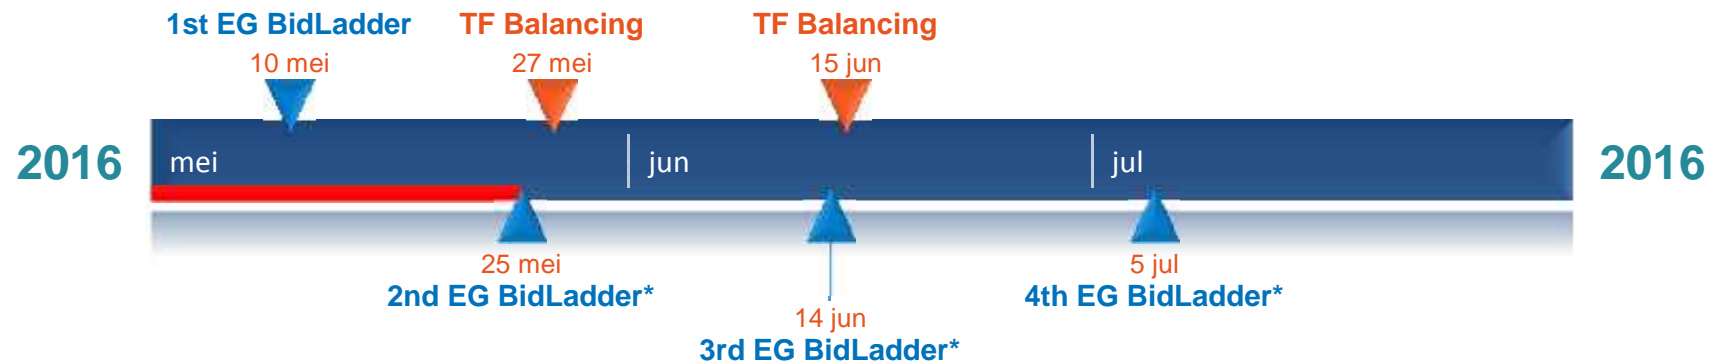 1st EG BidLadder
10 mei
TF Balancing
27 mei
TF Balancing
15 jun
2016
mei
jun
jul
2016
25 mei
2nd EG BidLadder*
14 jun
3rd EG BidLadder*
5 jul
4th EG BidLadder*